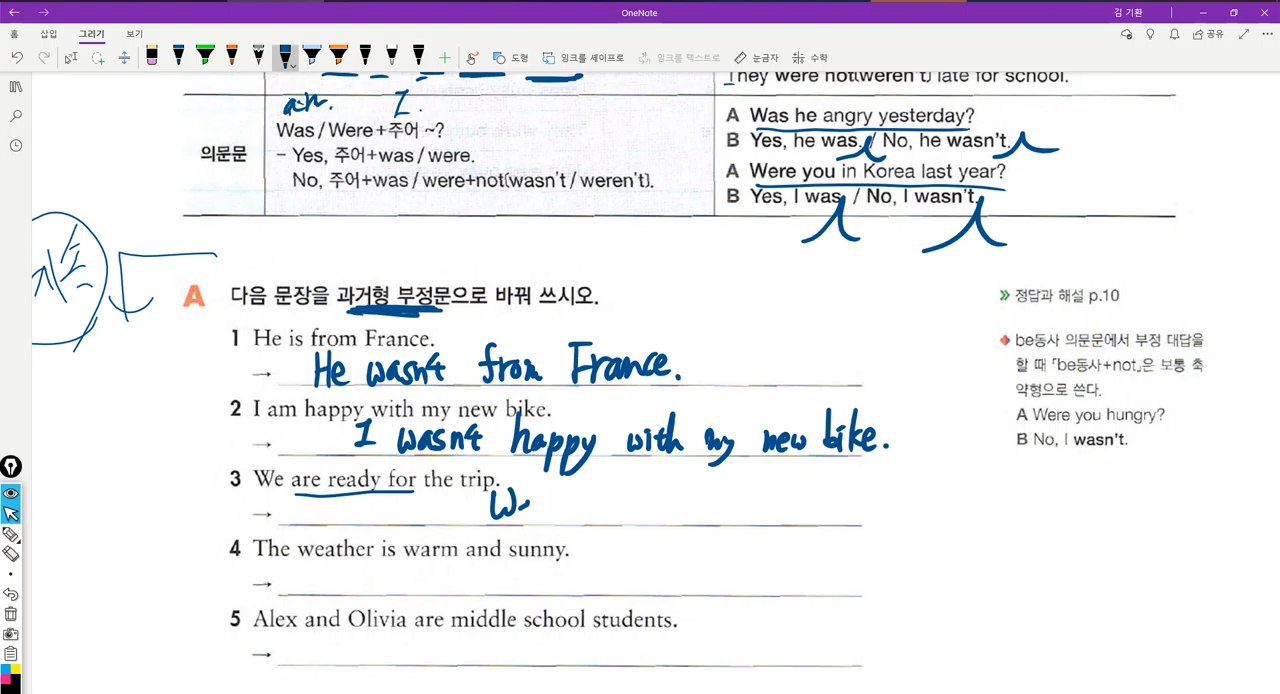 OneNote
김 기환
홈 삽입 그리기 보기
공유
도형 잉크를 셰이프로 잉크를 텍스트로 눈금자 수학
They were not(weren't) late for school.
I
Was / Were + 주어 ~?
의문문
– Yes, 주어+was / were.
No, 주어+was / were+not(wasn't / weren't).
A Was he angry yesterday?
B Yes, he was. / No, he wasn't.
A Were you in Korea last year?
B Yes, I was. / No, I wasn't.
A 다음 문장을 과거형 부정문으로 바꿔 쓰시오.
1 He is from France.
→ He wasn't from France.
2 I am happy with my new bike.
→ I wasn't happy with my new bike.
3 We are ready for the trip.
→ We
4 The weather is warm and sunny.
→
5 Alex and Olivia are middle school students.
→
» 정답과 해설 p.10
be동사 의문문에서 부정 대답을
할 때 「be동사+not」은 보통 축
약형으로 쓴다.
A Were you hungry?
B No, I wasn't.